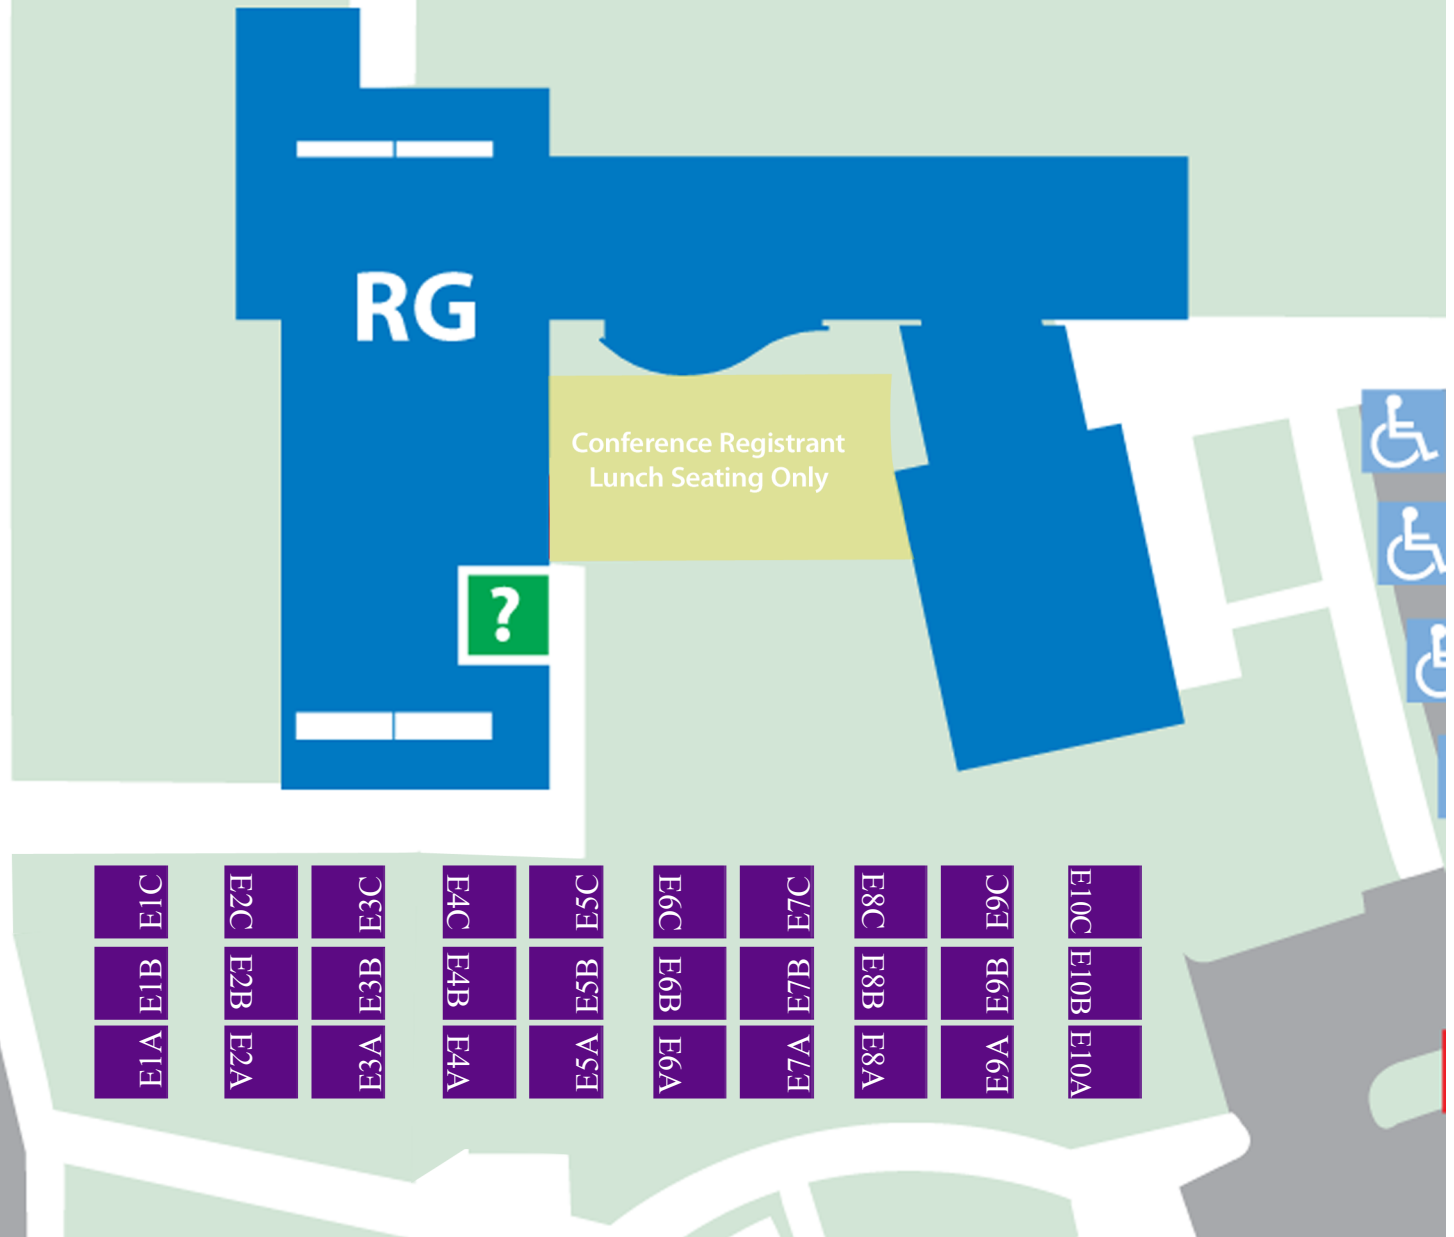 RG
Conference Registrant
Lunch Seating Only
?
E1C
E2C
E3C
E4C
E5C
E6C
E7C
E8C
E9C
E10C
E1B
E2B
E3B
E4B
E5B
E6B
E7B
E8B
E9B
E10B
E1A
E2A
E3A
E4A
E5A
E6A
E7A
E8A
E9A
E10A